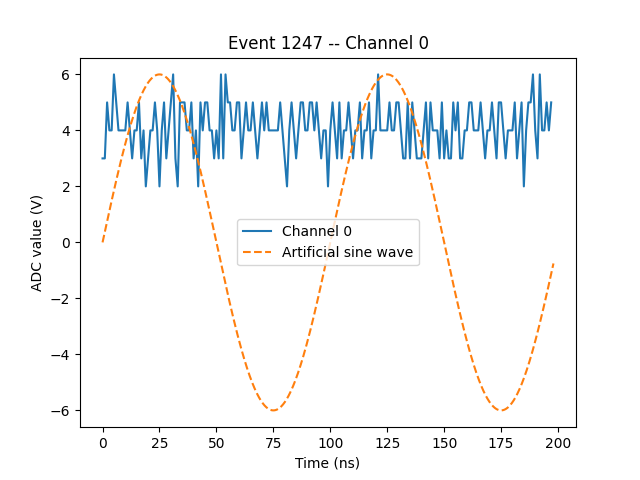 Event 1247 -- Channel 0
6
4
2
0
−2
−4
−6
ADC value (V)
Channel 0
Artificial sine wave
0 25 50 75 100 125 150 175 200
Time (ns)